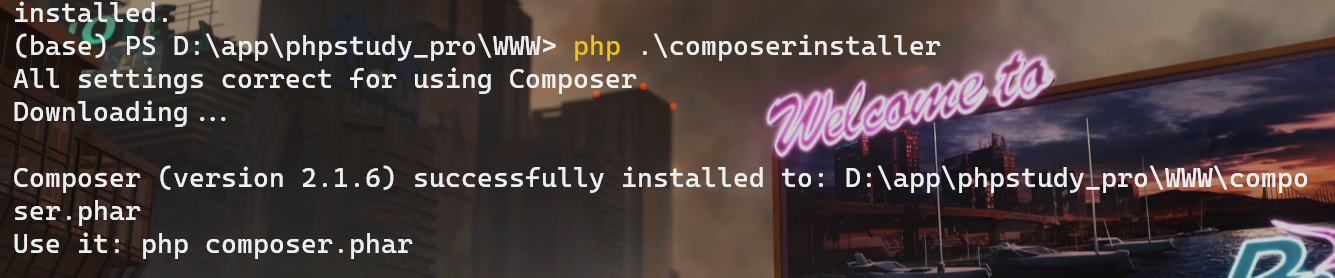 installed.
(base) PS D:\app\phpstudy_pro\WWW> php .\composerinstaller
All settings correct for using Composer
Downloading...
Welcome to
Composer (version 2.1.6) successfully installed to: D:\app\phpstudy_pro\WWW\compo
ser.phar
Use it: php composer.phar